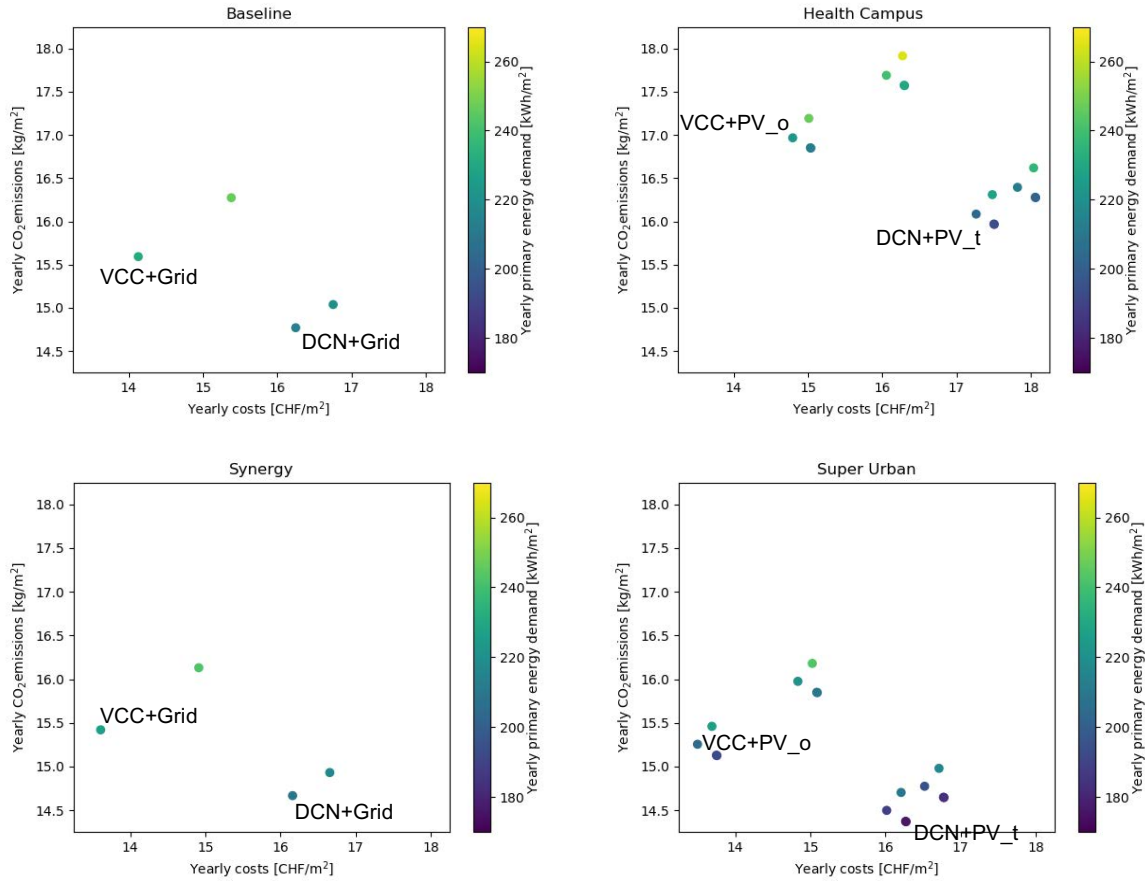 Baseline
18.0
17.5
17.0
16.5
16.0
15.5
15.0
14.5
Yearly CO₂emissions [kg/m²]
VCC+Grid
DCN+Grid
14 15 16 17 18
Yearly costs [CHF/m²]
260
240
220
200
180
Yearly primary energy demand [kWh/m²]
Health Campus
18.0
17.5
17.0
16.5
16.0
15.5
15.0
14.5
Yearly CO₂emissions [kg/m²]
VCC+PV_o
DCN+PV_t
14 15 16 17 18
Yearly costs [CHF/m²]
260
240
220
200
180
Yearly primary energy demand [kWh/m²]
Synergy
18.0
17.5
17.0
16.5
16.0
15.5
15.0
14.5
Yearly CO₂emissions [kg/m²]
VCC+Grid
DCN+Grid
14 15 16 17 18
Yearly costs [CHF/m²]
260
240
220
200
180
Yearly primary energy demand [kWh/m²]
Super Urban
18.0
17.5
17.0
16.5
16.0
15.5
15.0
14.5
Yearly CO₂emissions [kg/m²]
VCC+PV_o
DCN+PV_t
14 15 16 17 18
Yearly costs [CHF/m²]
260
240
220
200
180
Yearly primary energy demand [kWh/m²]